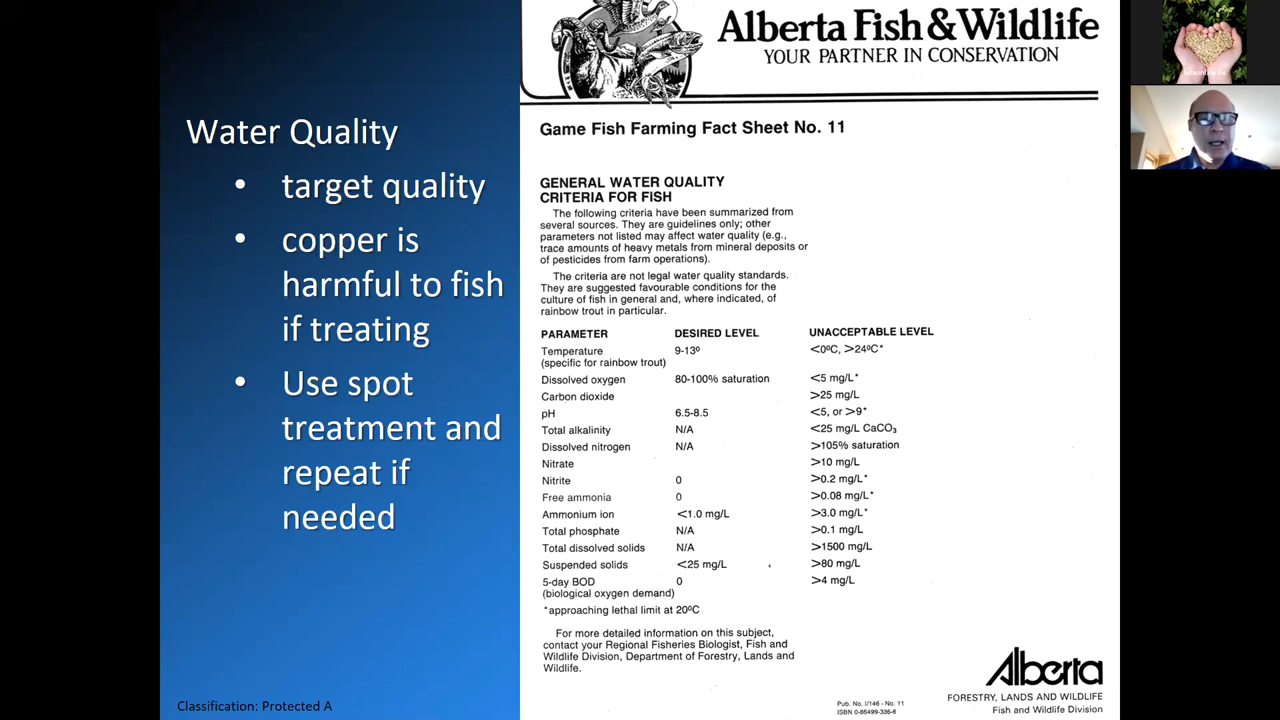 Water Quality
• target quality
• copper is
harmful to fish
if treating
• Use spot
treatment and
repeat if
needed
Classification: Protected A
Alberta Fish & Wildlife
YOUR PARTNER IN CONSERVATION
Game Fish Farming Fact Sheet No. 11
GENERAL WATER QUALITY
CRITERIA FOR FISH
The following criteria have been summarized from
several sources. They are guidelines only; other
parameters not listed may affect water quality (e.g.,
trace amounts of heavy metals from mineral deposits or
of pesticides from farm operations).
The criteria are not legal water quality standards.
They are suggested favourable conditions for the
culture of fish in general and, where indicated, of
rainbow trout in particular.
PARAMETER DESIRED LEVEL UNACCEPTABLE LEVEL
Temperature 9-13º <0ºC, >24ºC*
(specific for rainbow trout)
Dissolved oxygen 80-100% saturation <5 mg/L*
Carbon dioxide >25 mg/L
pH 6.5-8.5 <5, or >9*
Total alkalinity N/A <25 mg/L CaCO₃
Dissolved nitrogen N/A >105% saturation
Nitrate >10 mg/L
Nitrite 0 >0.2 mg/L*
Free ammonia 0 >0.08 mg/L*
Ammonium ion <1.0 mg/L >3.0 mg/L*
Total phosphate N/A >0.1 mg/L
Total dissolved solids N/A >1500 mg/L
Suspended solids <25 mg/L >80 mg/L
5-day BOD 0 >4 mg/L
(biological oxygen demand)
*approaching lethal limit at 20ºC
For more detailed information on this subject,
contact your Regional Fisheries Biologist, Fish and
Wildlife Division, Department of Forestry, Lands and
Wildlife.
Pub. No. I/146 - No. 11
ISBN 0-86499-336-6
Alberta
FORESTRY, LANDS AND WILDLIFE
Fish and Wildlife Division